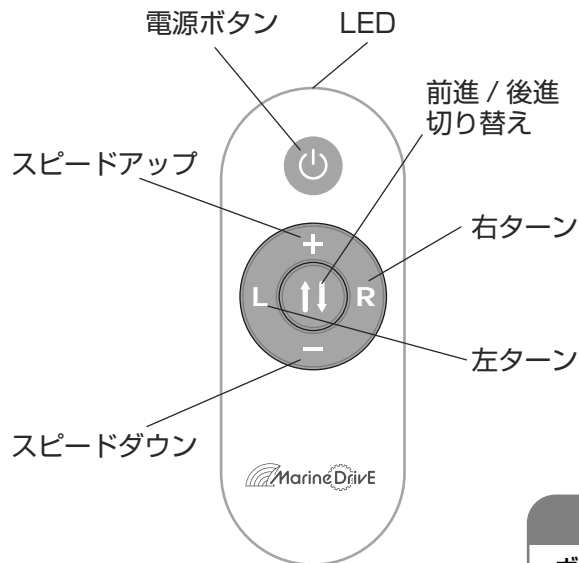 電源ボタン
LED
前進 / 後進
切り替え
スピードアップ
+
右ターン
L
R
−
左ターン
スピードダウン
MarineDrivE